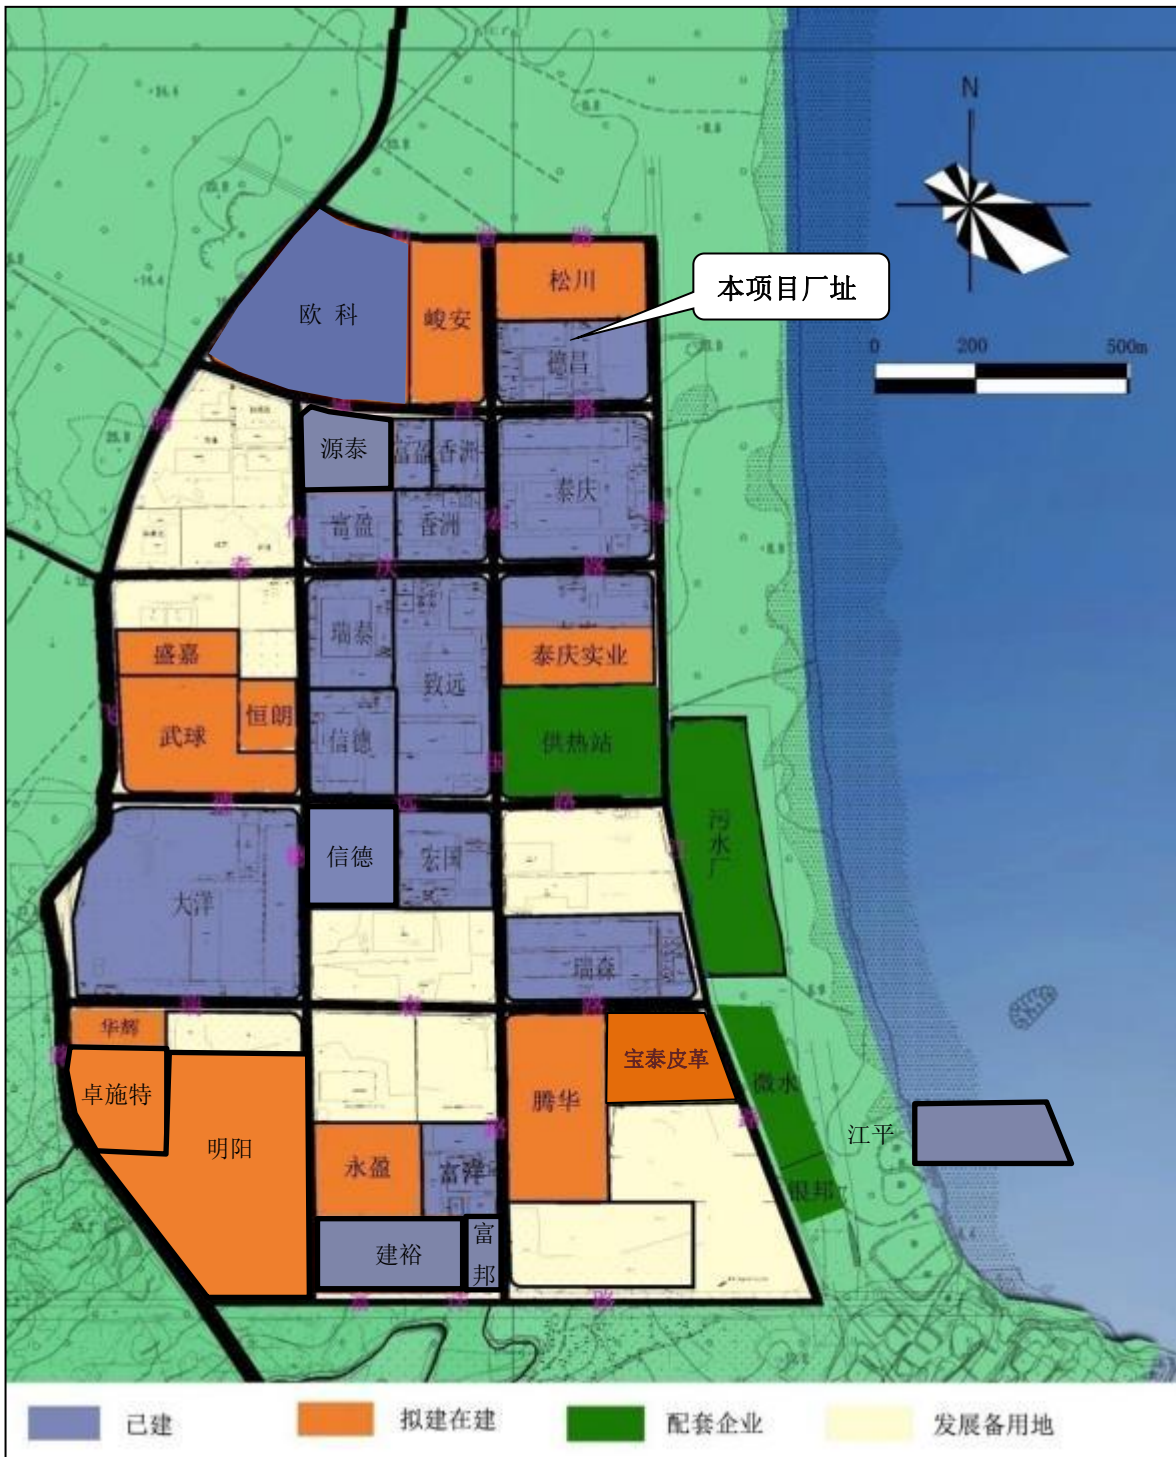 N
本项目厂址
0 200 500m
松川
欧 科
峻安
德昌
源泰
富盈
香洲
泰庆
富盈
香洲
瑞泰
致远
泰庆实业
盛嘉
武球
恒朗
信德
供热站
污水厂
信德
宏国
大洋
瑞森
华辉
卓施特
明阳
腾华
宝泰皮革
微水
江平
银邦
永盈
富洋
建裕
富邦
已建
拟建在建
配套企业
发展备用地